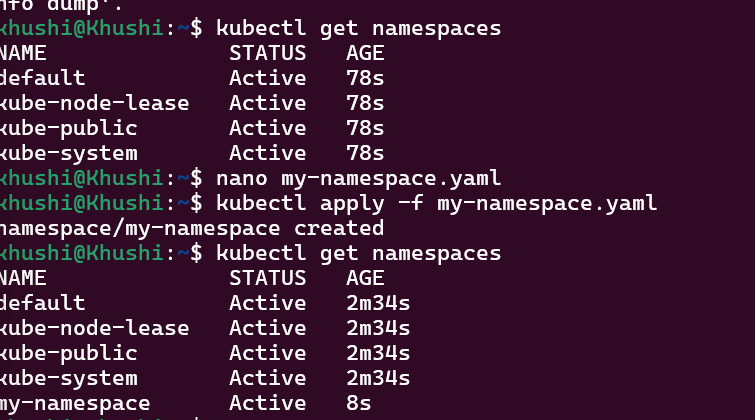 nfo dump'.
khushi@Khushi:~$ kubectl get namespaces
NAME STATUS AGE
default Active 78s
kube-node-lease Active 78s
kube-public Active 78s
kube-system Active 78s
khushi@Khushi:~$ nano my-namespace.yaml
khushi@Khushi:~$ kubectl apply -f my-namespace.yaml
namespace/my-namespace created
khushi@Khushi:~$ kubectl get namespaces
NAME STATUS AGE
default Active 2m34s
kube-node-lease Active 2m34s
kube-public Active 2m34s
kube-system Active 2m34s
my-namespace Active 8s